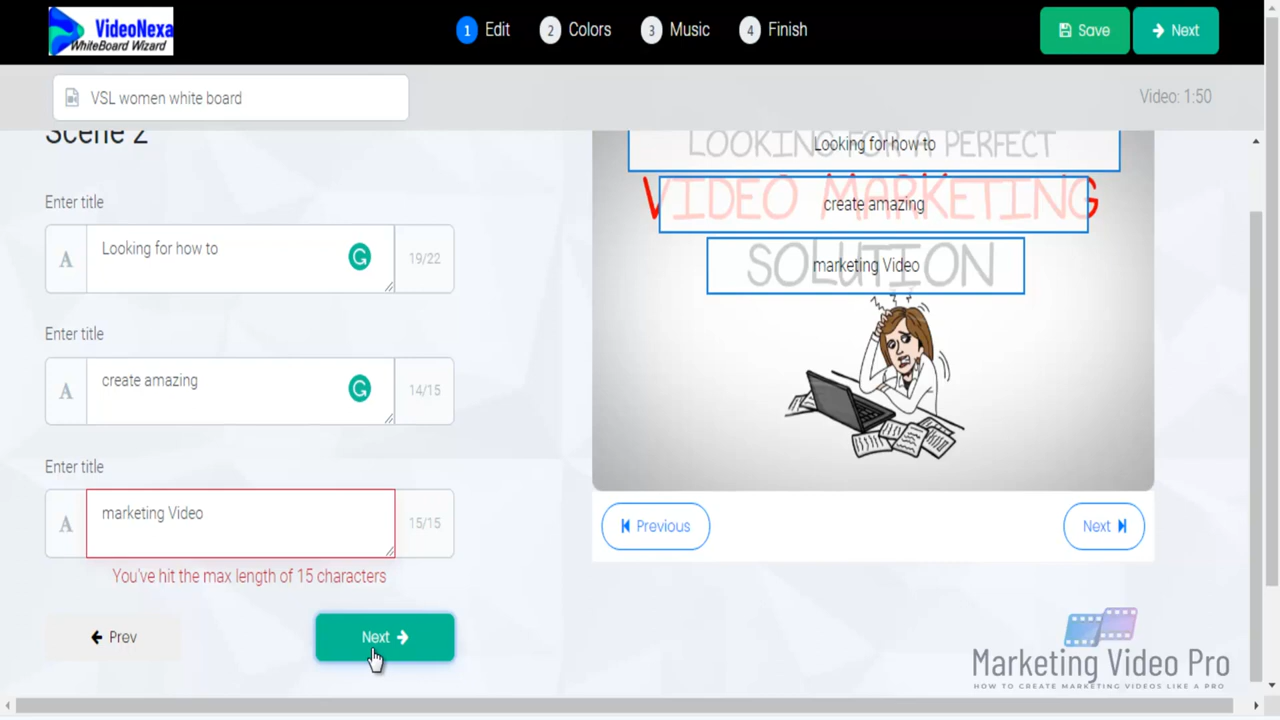 VideoNexa
WhiteBoard Wizard
1 Edit
2 Colors
3 Music
4 Finish
Save
Next
VSL women white board
Video: 1:50
Scene 2
Enter title
A
Looking for how to
19/22
Enter title
A
create amazing
14/15
Enter title
A
marketing Video
15/15
You've hit the max length of 15 characters
Prev
Next
LOOKING FOR A PERFECT
Looking for how to
VIDEO MARKETING
create amazing
SOLUTION
marketing Video
Previous
Next
Marketing Video Pro
HOW TO CREATE MARKETING VIDEOS LIKE A PRO